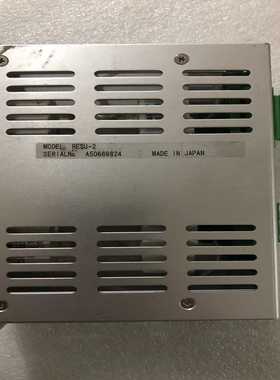 MODEL RESU-2
SERIALNo A50669824 MADE IN JAPAN